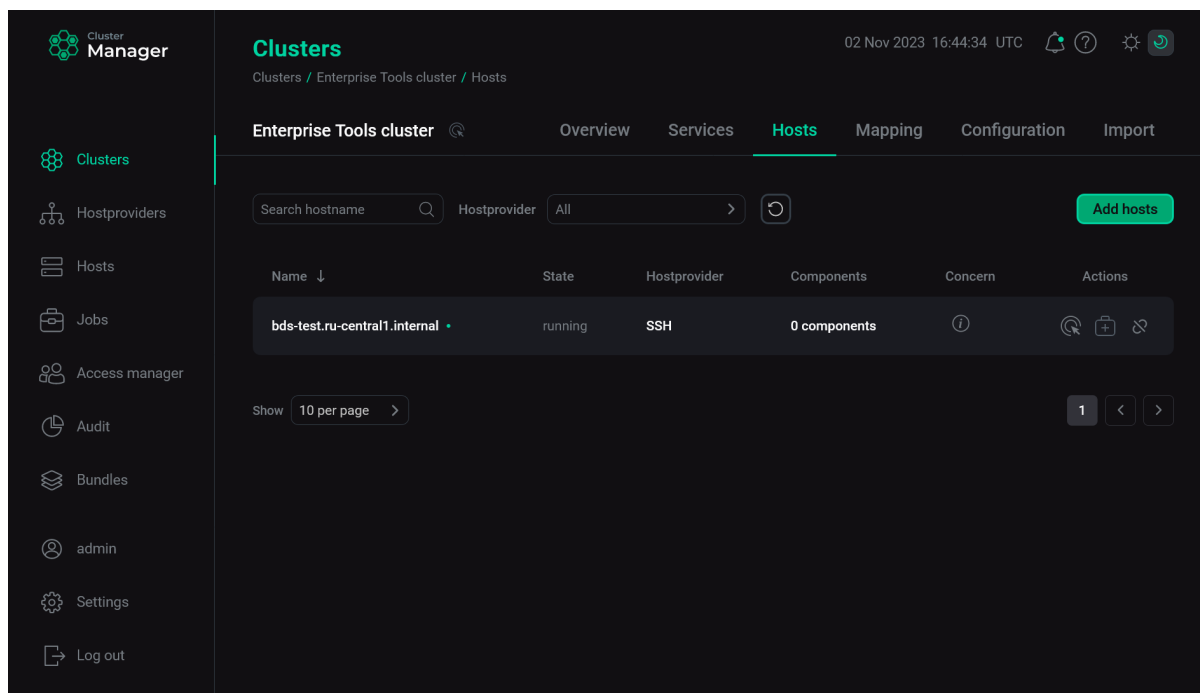 Cluster
Manager
Clusters
Hostproviders
Hosts
Jobs
Access manager
Audit
Bundles
admin
Settings
Log out
Clusters
02 Nov 2023 16:44:34 UTC
Clusters / Enterprise Tools cluster / Hosts
Enterprise Tools cluster Overview Services Hosts Mapping Configuration Import
Search hostname Hostprovider All Add hosts
Name ↓ State Hostprovider Components Concern Actions
bds-test.ru-central1.internal running SSH 0 components
Show 10 per page 1